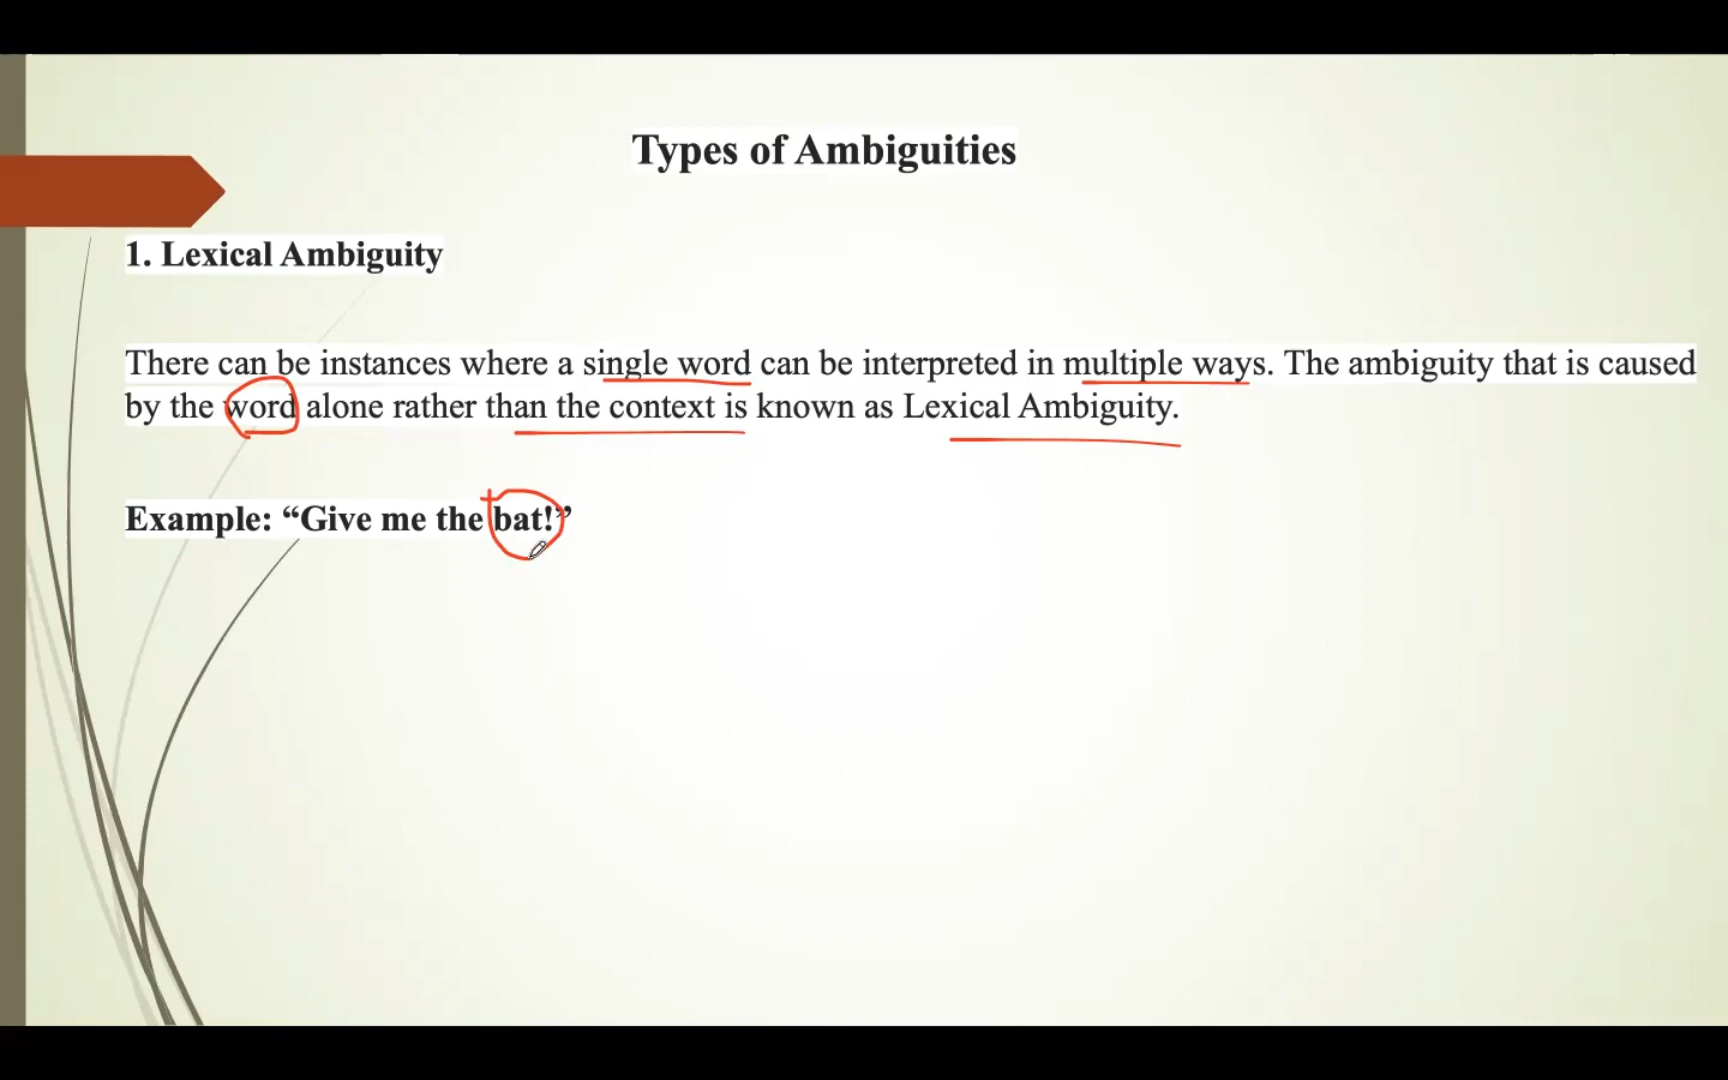 Types of Ambiguities
1. Lexical Ambiguity
There can be instances where a single word can be interpreted in multiple ways. The ambiguity that is caused
by the word alone rather than the context is known as Lexical Ambiguity.
Example: “Give me the bat!”